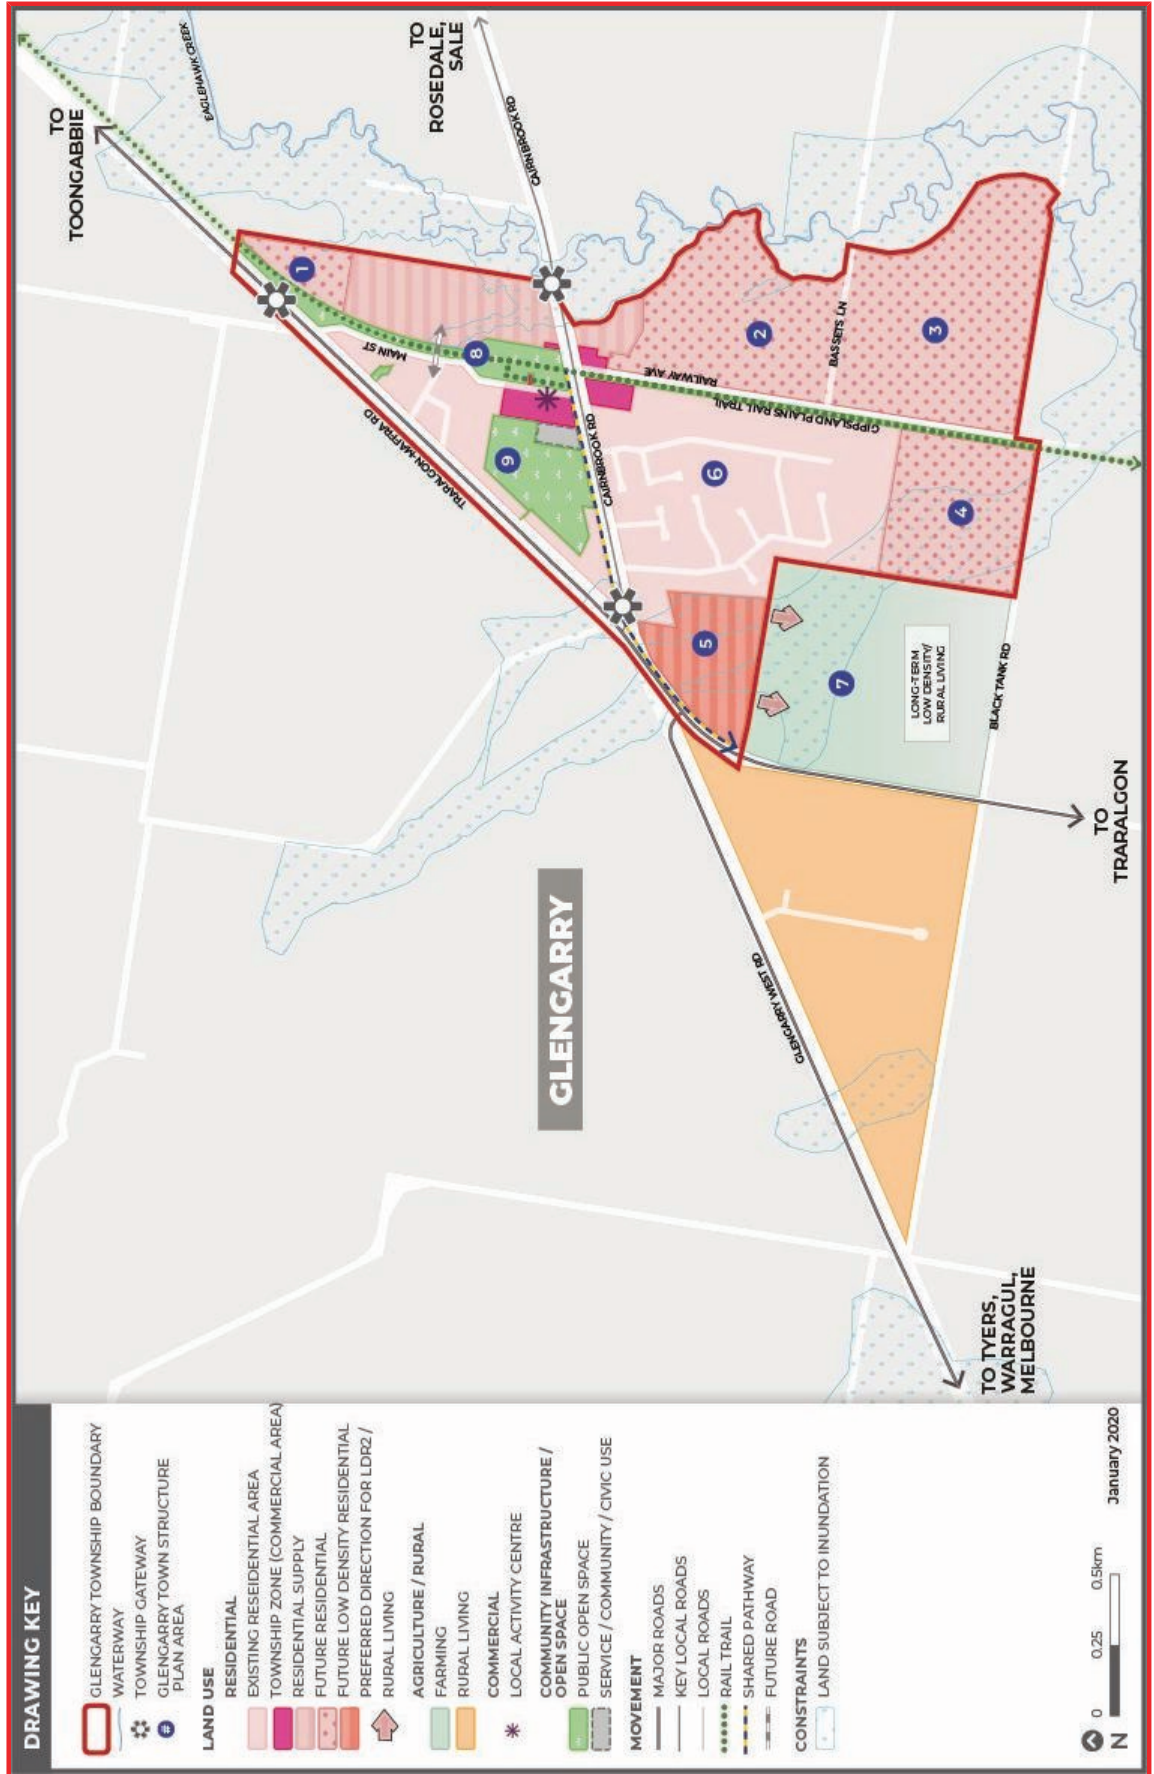 DRAWING KEY
GLENGARRY TOWNSHIP BOUNDARY
WATERWAY
TOWNSHIP GATEWAY
#
GLENGARRY TOWN STRUCTURE
PLAN AREA
LAND USE
RESIDENTIAL
EXISTING RESEIDENTIAL AREA
TOWNSHIP ZONE (COMMERCIAL AREA)
RESIDENTIAL SUPPLY
FUTURE RESIDENTIAL
FUTURE LOW DENSITY RESIDENTIAL
PREFERRED DIRECTION FOR LDR2 /
RURAL LIVING
AGRICULTURE / RURAL
FARMING
RURAL LIVING
COMMERCIAL
LOCAL ACTIVITY CENTRE
COMMUNITY INFRASTRUCTURE /
OPEN SPACE
PUBLIC OPEN SPACE
SERVICE / COMMUNITY / CIVIC USE
MOVEMENT
MAJOR ROADS
KEY LOCAL ROADS
LOCAL ROADS
RAIL TRAIL
SHARED PATHWAY
FUTURE ROAD
CONSTRAINTS
LAND SUBJECT TO INUNDATION
N
0
0.25
0.5km
January 2020
TO
TOONGABBIE
EAGLEHAWK CREEK
TO
ROSEDALE,
SALE
CAIRNBROOK RD
1
MAIN ST
8
TRARALGON-MAFFRA RD
9
CAIRNBROOK RD
RAILWAY AVE
GIPPSLAND PLAINS RAIL TRAIL
2
BASSETS LN
3
6
4
5
7
LONG-TERM
LOW DENSITY/
RURAL LIVING
BLACK TANK RD
GLENGARRY
GLENGARRY WEST RD
TO
TRARALGON
TO TYERS,
WARRAGUL,
MELBOURNE